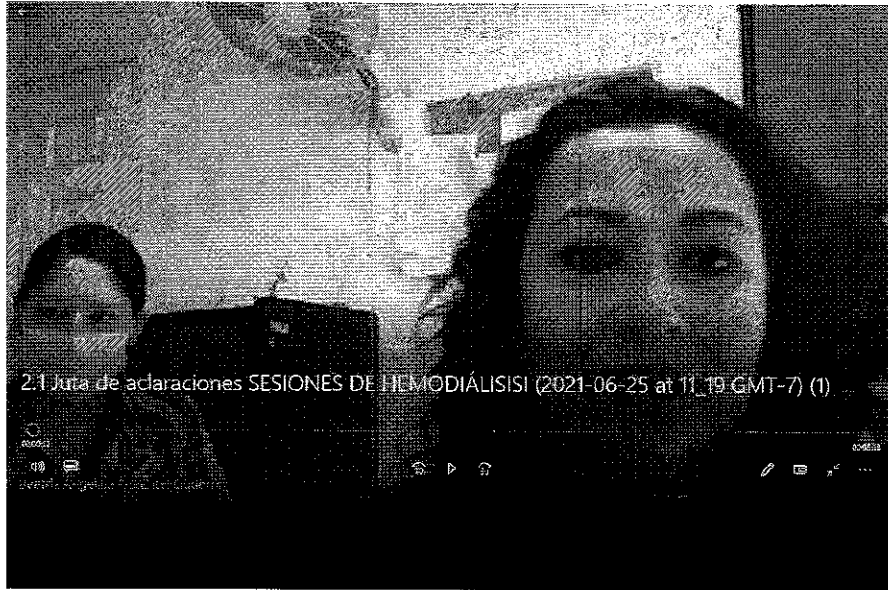 2.1 Juta de aclaraciones SESIONES DE HEMODIÁLISISI (2021-06-25 at 11_19 GMT-7) (1)